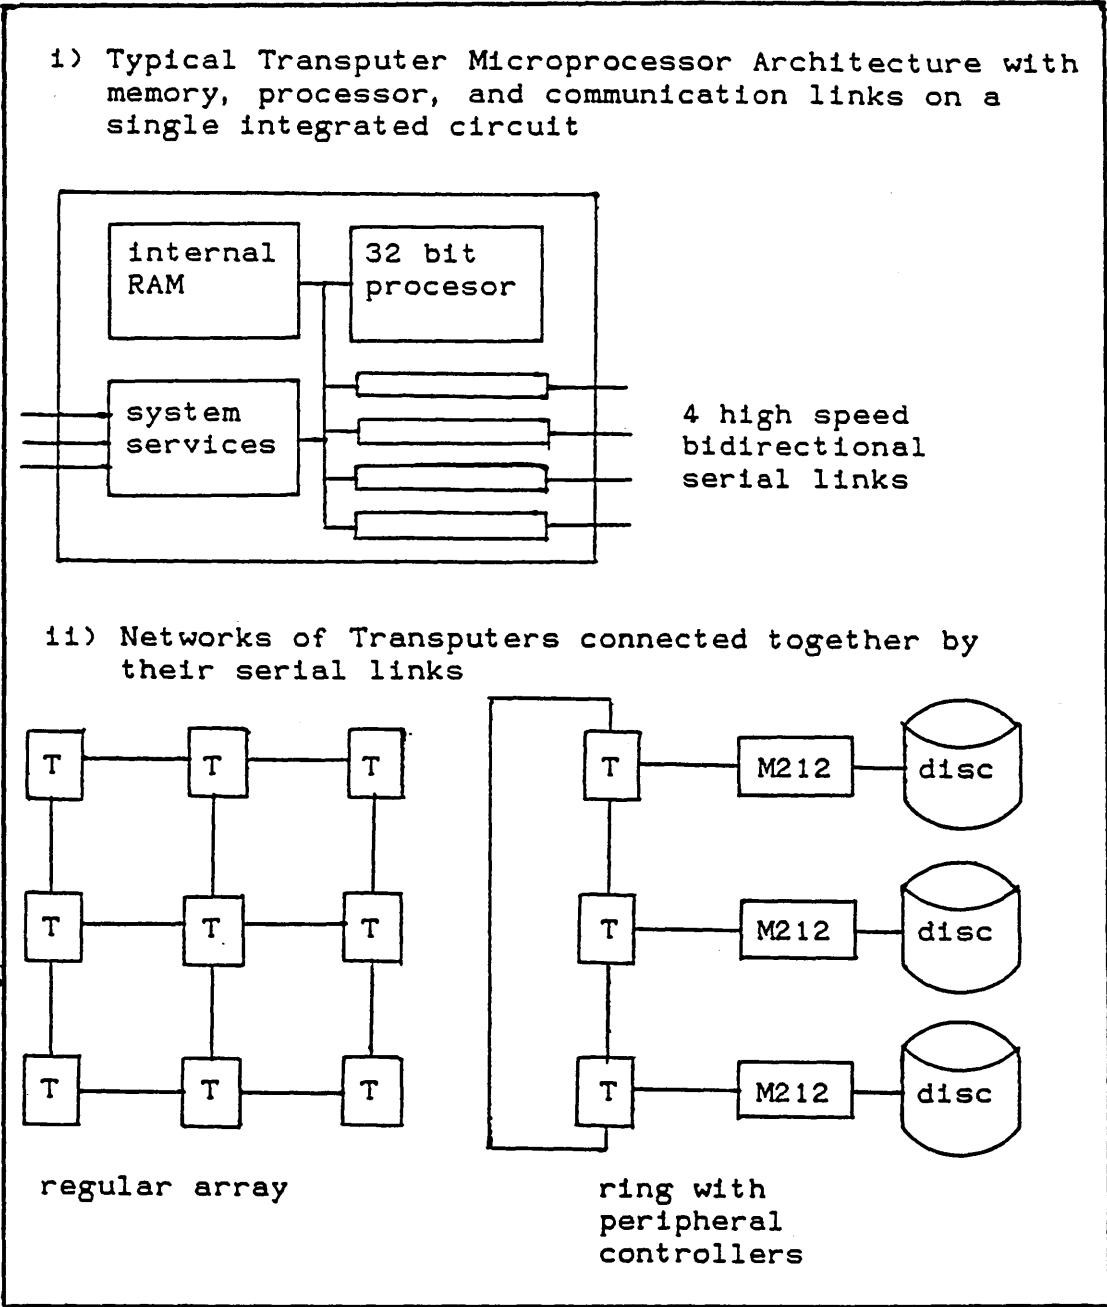 i) Typical Transputer Microprocessor Architecture with
memory, processor, and communication links on a
single integrated circuit
internal
RAM
32 bit
procesor
system
services
4 high speed
bidirectional
serial links
ii) Networks of Transputers connected together by
their serial links
T
T
T
T
T
T
T
T
T
regular array
T
M212
disc
T
M212
disc
T
M212
disc
ring with
peripheral
controllers